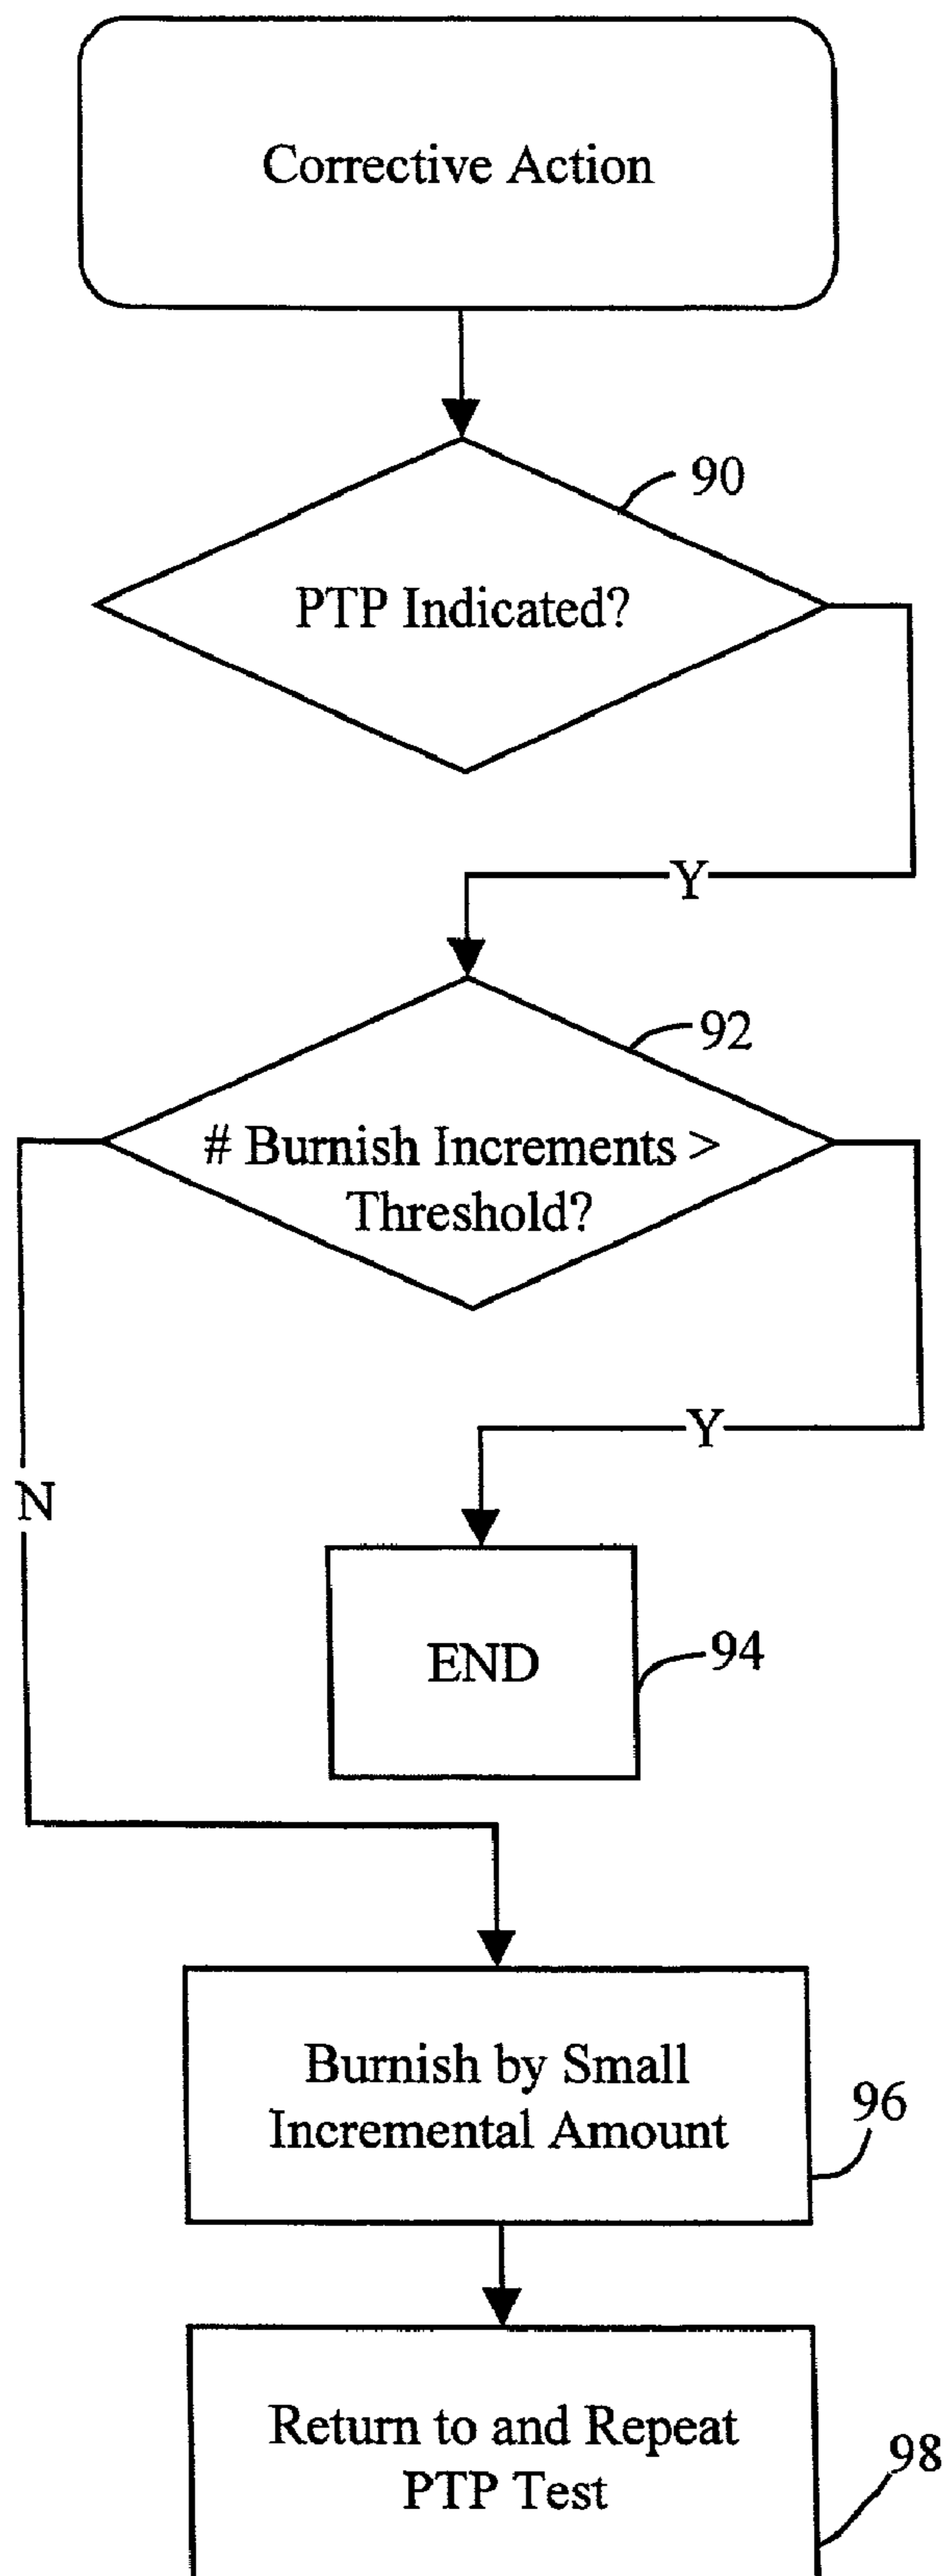 Corrective Action
90
PTP Indicated?
Y
92
# Burnish Increments >
Threshold?
Y
N
END
94
Burnish by Small
Incremental Amount
96
Return to and Repeat
PTP Test
98